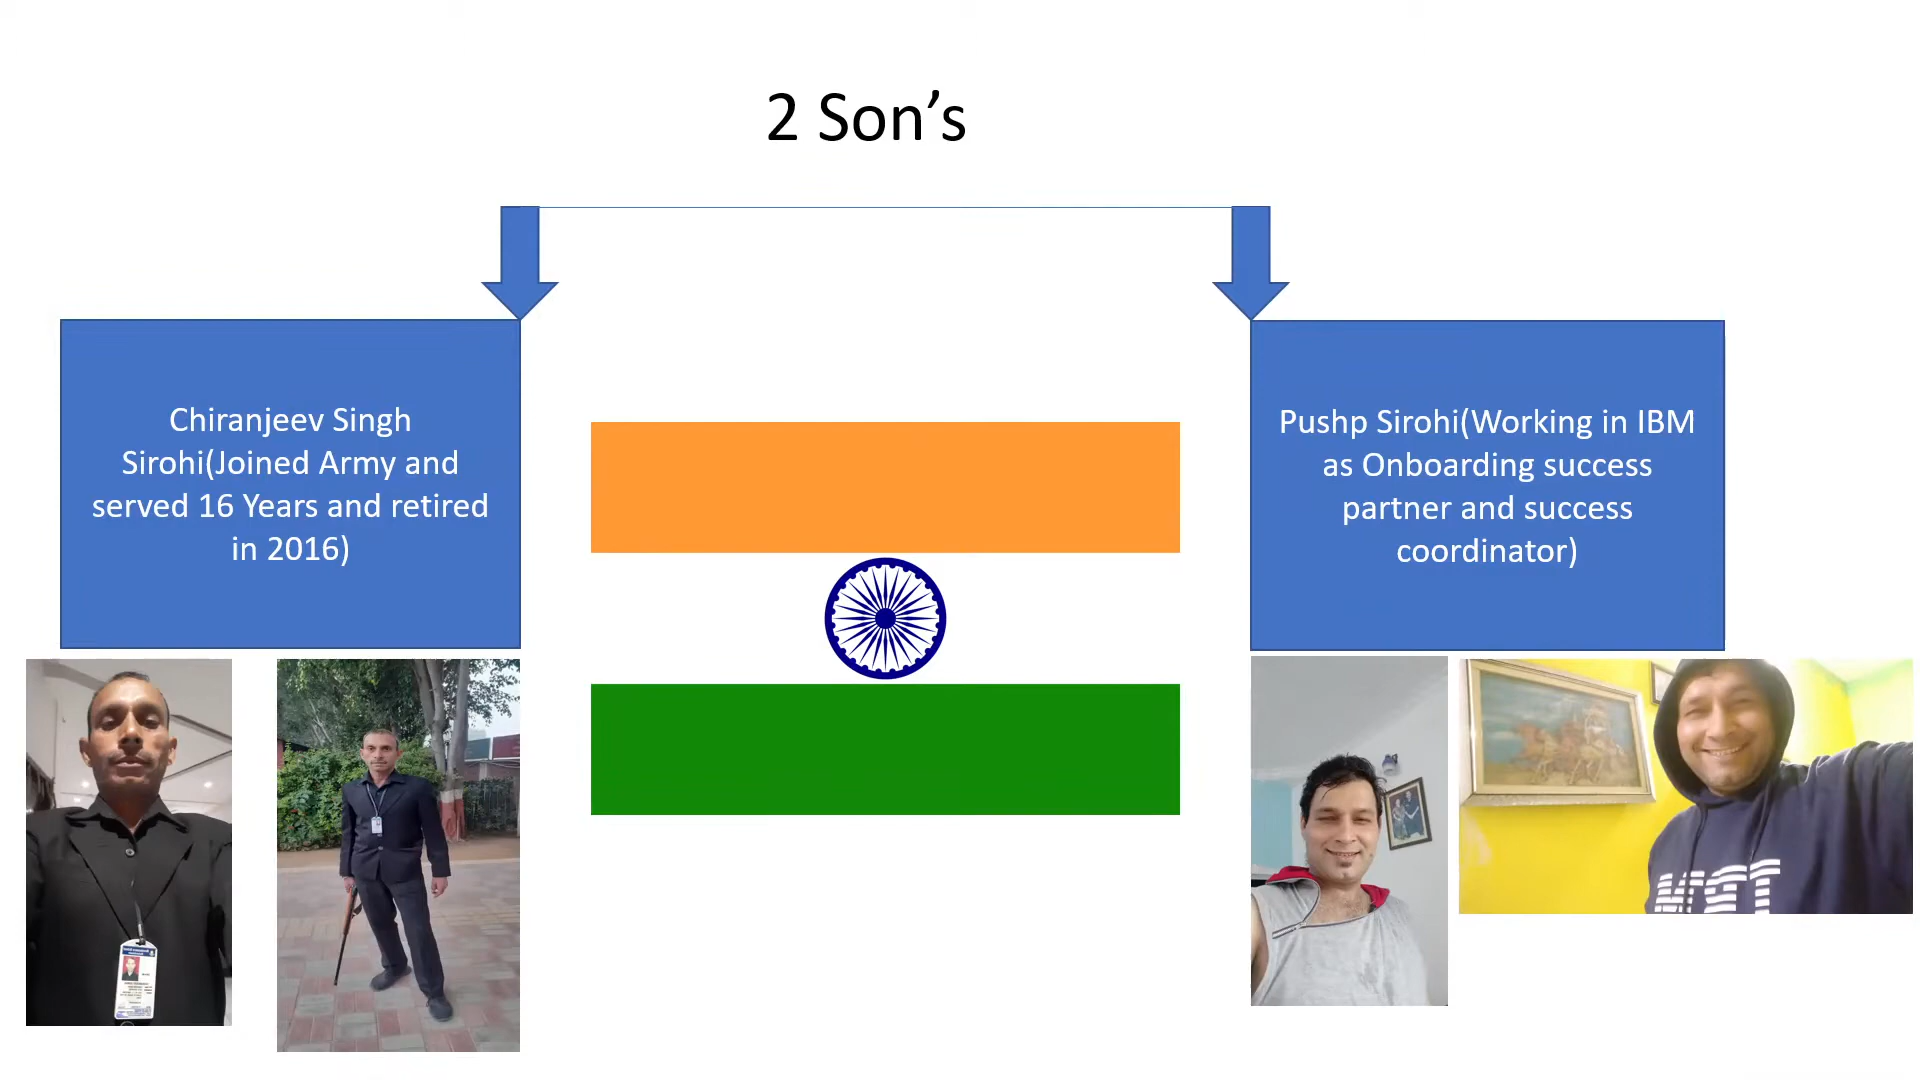 2 Son’s
Chiranjeev Singh
Sirohi(Joined Army and
served 16 Years and retired
in 2016)
Pushp Sirohi(Working in IBM
as Onboarding success
partner and success
coordinator)